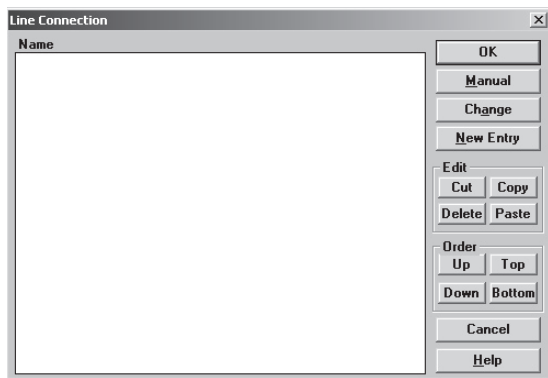 Line Connection
Name
OK
Manual
Change
New Entry
Edit
Cut Copy
Delete Paste
Order
Up Top
Down Bottom
Cancel
Help